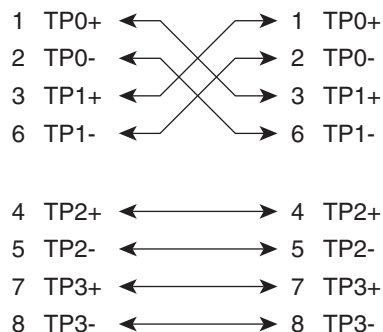 1 TP0+ 1 TP0+
2 TP0- 2 TP0-
3 TP1+ 3 TP1+
6 TP1- 6 TP1-
4 TP2+ 4 TP2+
5 TP2- 5 TP2-
7 TP3+ 7 TP3+
8 TP3- 8 TP3-